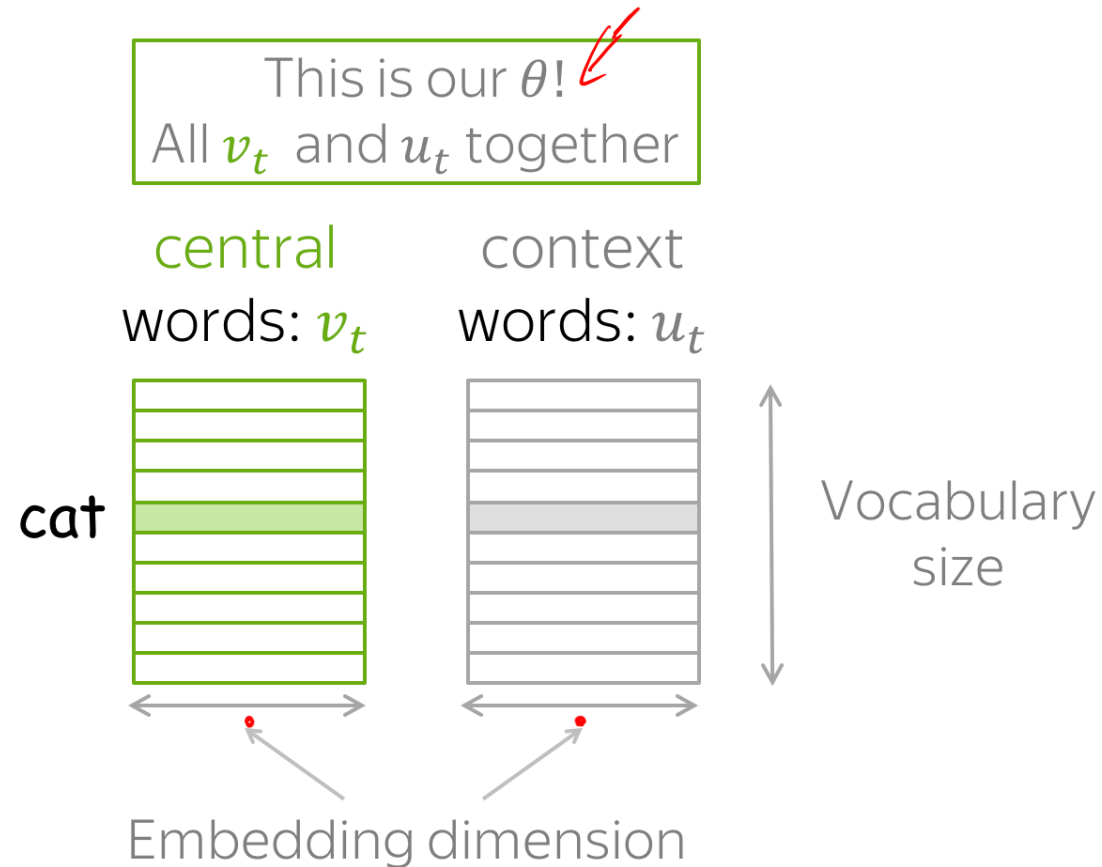 This is our θ!
All vₜ and uₜ together
central
words: vₜ
context
words: uₜ
cat
Vocabulary
size
Embedding dimension